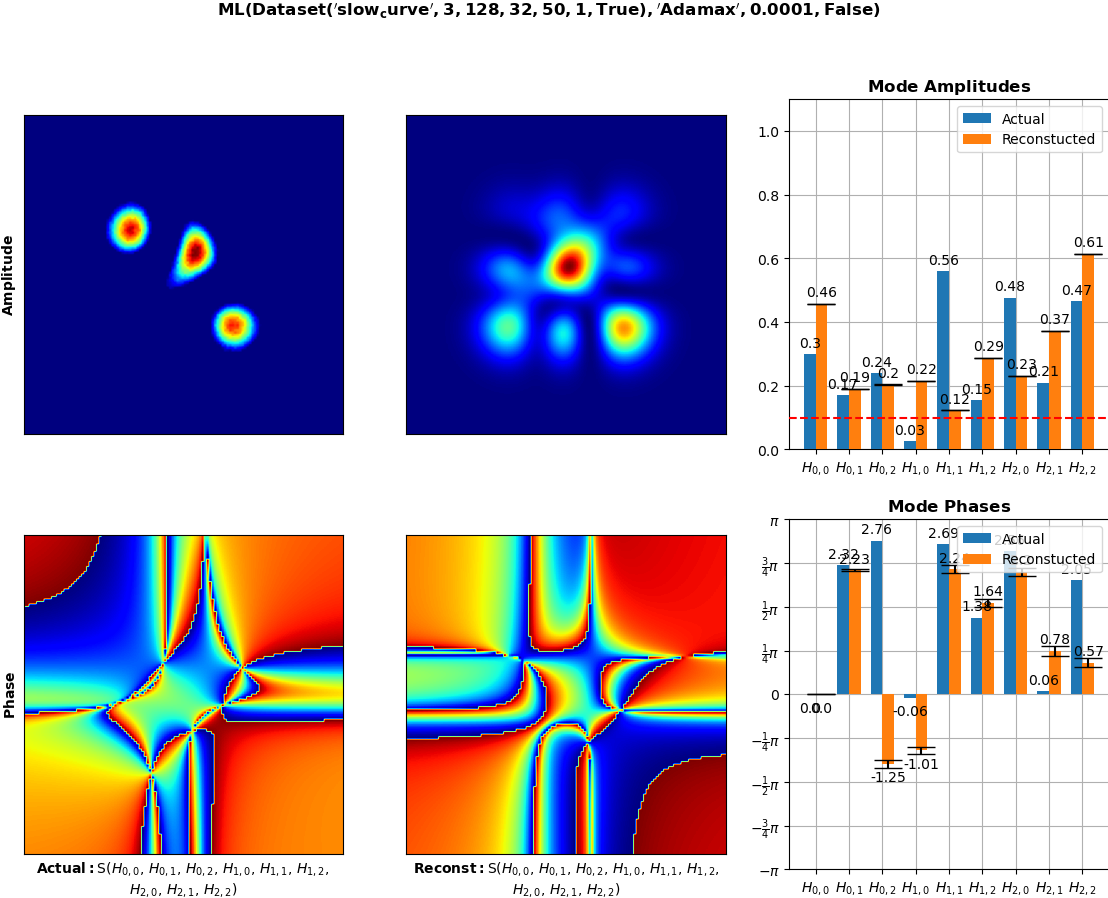 ML(Dataset('slow_curve', 3, 128, 32, 50, 1, True), 'Adamax', 0.0001, False)
Amplitude
Mode Amplitudes
Actual
Reconstucted
1.0
0.8
0.6
0.4
0.2
0.0
0.3
0.46
0.17
0.19
0.24
0.2
0.03
0.22
0.56
0.12
0.15
0.29
0.48
0.23
0.21
0.37
0.47
0.61
H0,0 H0,1 H0,2 H1,0 H1,1 H1,2 H2,0 H2,1 H2,2
Phase
Mode Phases
Actual
Reconstucted
π
3/4π
1/2π
1/4π
0
−1/4π
−1/2π
−3/4π
−π
0.0
0.0
2.32
2.23
2.76
-1.25
-0.06
-1.01
2.69
1.38
1.64
0.06
0.78
2.05
0.57
H0,0 H0,1 H0,2 H1,0 H1,1 H1,2 H2,0 H2,1 H2,2
Actual: S(H0,0, H0,1, H0,2, H1,0, H1,1, H1,2,
H2,0, H2,1, H2,2)
Reconst: S(H0,0, H0,1, H0,2, H1,0, H1,1, H1,2,
H2,0, H2,1, H2,2)